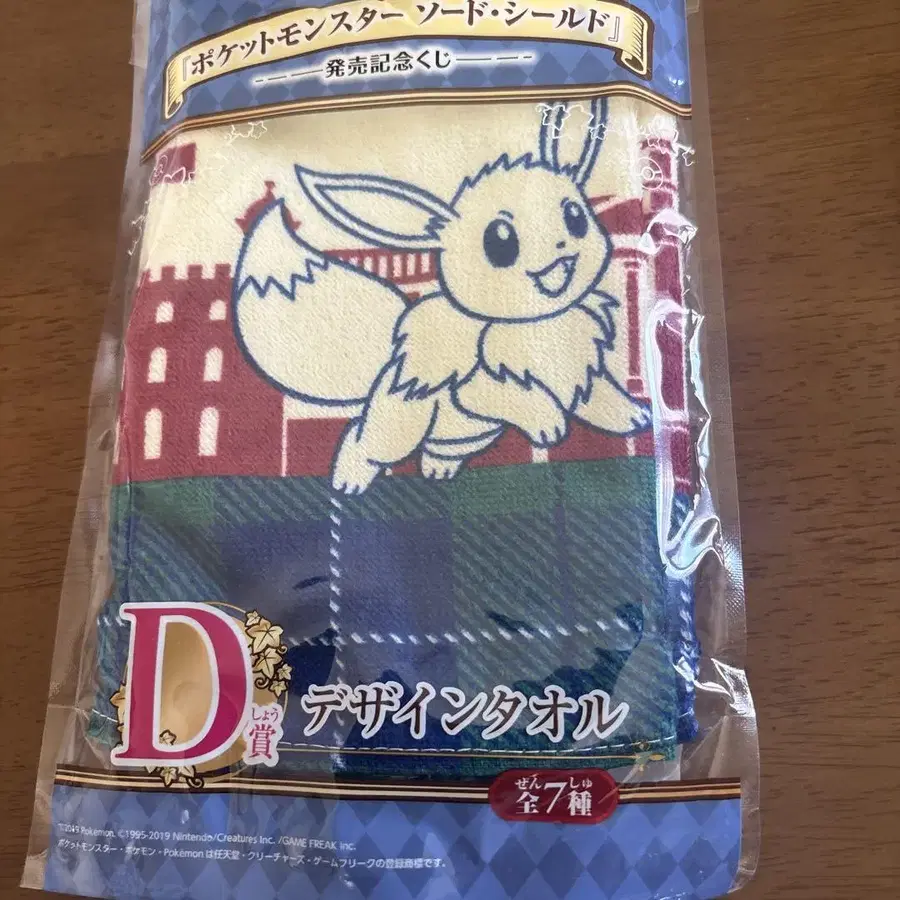 『ポケットモンスター ソード・シールド』
発売記念くじ
D賞
しょう
デザインタオル
ぜん しゅ
全7種
©2019 Pokémon. ©1995-2019 Nintendo/Creatures Inc. /GAME FREAK inc.
ポケットモンスター・ポケモン・Pokémonは任天堂・クリーチャーズ・ゲームフリークの登録商標です。